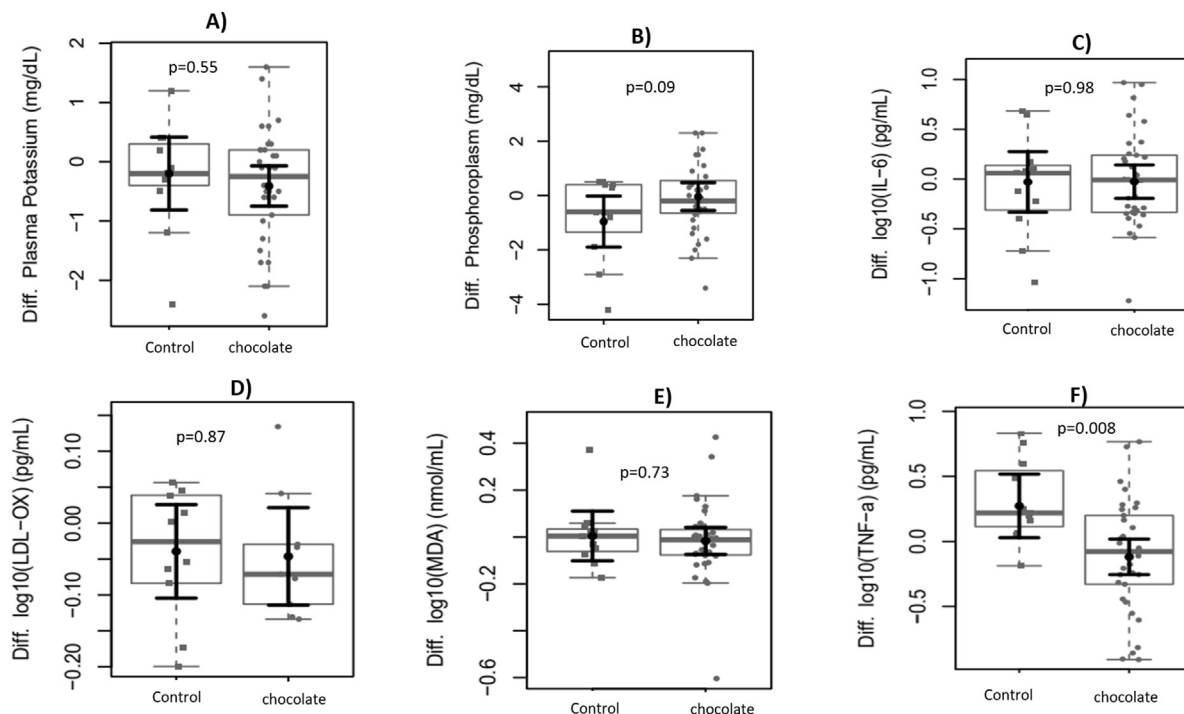 A)
Diff. Plasma Potassium (mg/dL)
2
1
0
−1
−2
p=0.55
Control
chocolate
B)
Diff. Phosphoroplasm (mg/dL)
4
2
0
−2
−4
p=0.09
Control
chocolate
C)
Diff. log10(IL−6) (pg/mL)
1.0
0.5
0.0
−0.5
−1.0
p=0.98
Control
chocolate
D)
Diff. log10(LDL−OX) (pg/mL)
0.10
0.00
−0.10
−0.20
p=0.87
Control
chocolate
E)
Diff. log10(MDA) (nmol/mL)
0.4
0.2
−0.2
−0.6
p=0.73
Control
chocolate
F)
Diff. log10(TNF−a) (pg/mL)
1.0
0.5
0.0
−0.5
p=0.008
Control
chocolate